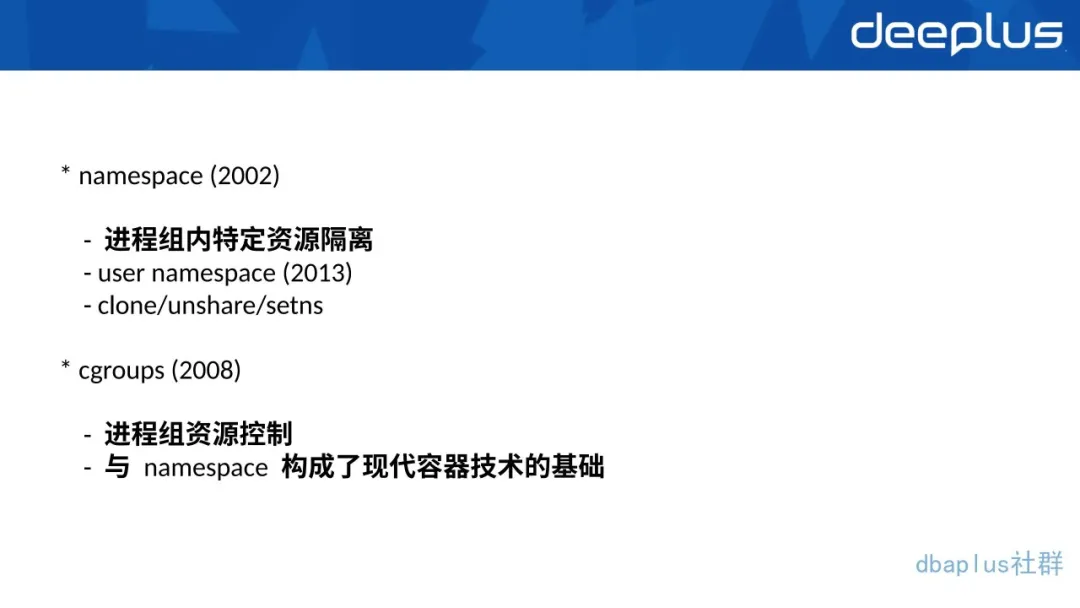 deeplus
* namespace (2002)
- 进程组内特定资源隔离
- user namespace (2013)
- clone/unshare/setns
* cgroups (2008)
- 进程组资源控制
- 与 namespace 构成了现代容器技术的基础
dbaplus社群